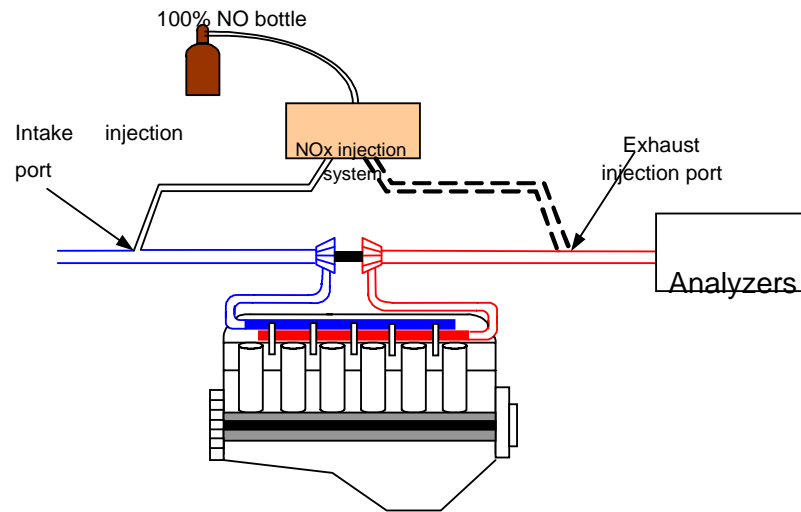 100% NO bottle
Intake injection
port
NOx injection
system
Exhaust
injection port
Analyzers